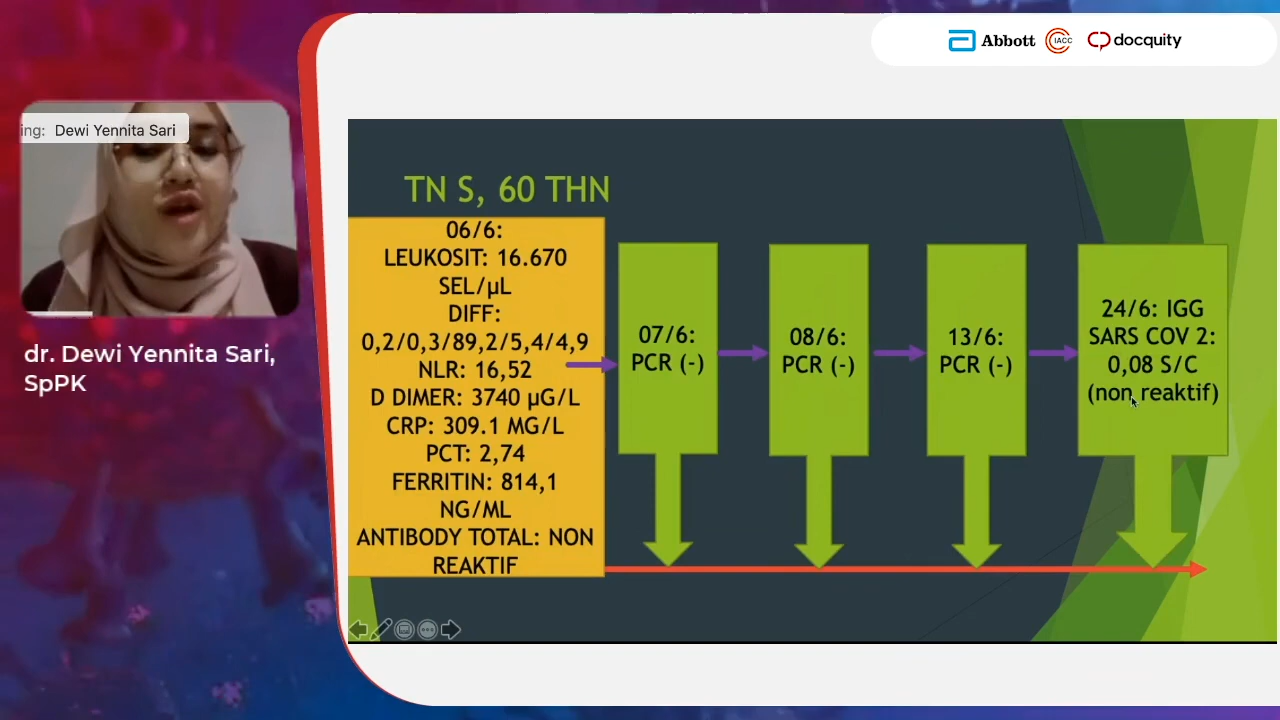 Abbott IACC docquity
ing: Dewi Yennita Sari
dr. Dewi Yennita Sari,
SpPK
TN S, 60 THN
06/6:
LEUKOSIT: 16.670
SEL/µL
DIFF:
0,2/0,3/89,2/5,4/4,9
NLR: 16,52
D DIMER: 3740 µG/L
CRP: 309.1 MG/L
PCT: 2,74
FERRITIN: 814,1
NG/ML
ANTIBODY TOTAL: NON
REAKTIF
07/6:
PCR (-)
08/6:
PCR (-)
13/6:
PCR (-)
24/6: IGG
SARS COV 2:
0,08 S/C
(non reaktif)